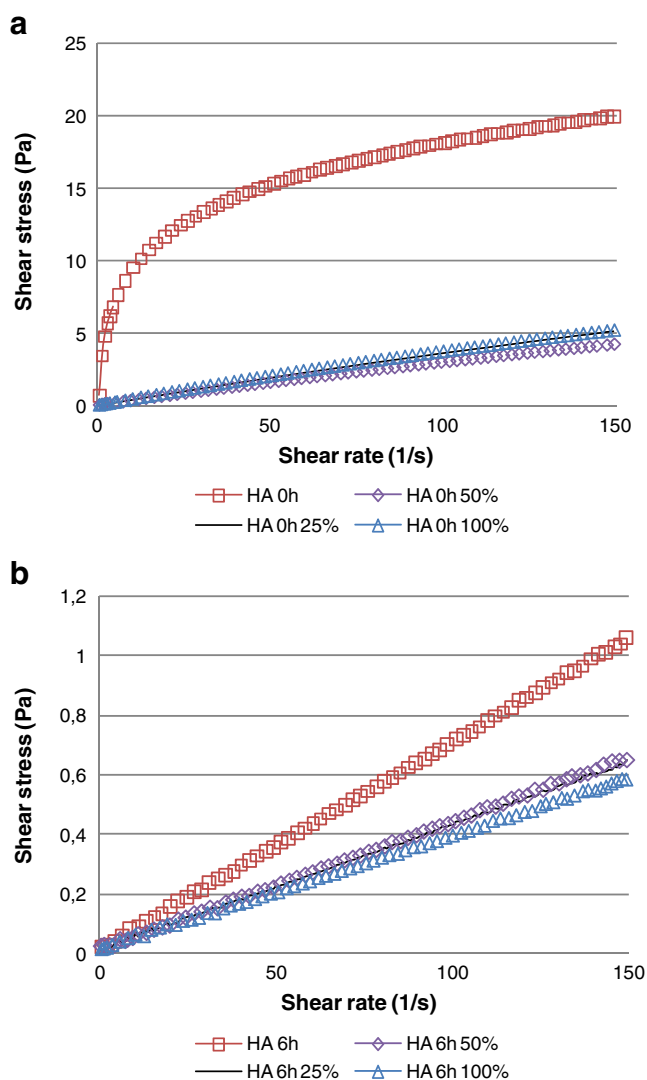 a
25
20
15
10
5
0
Shear stress (Pa)
0 50 100 150
Shear rate (1/s)
HA 0h HA 0h 50%
HA 0h 25% HA 0h 100%
b
1,2
1
0,8
0,6
0,4
0,2
0
Shear stress (Pa)
0 50 100 150
Shear rate (1/s)
HA 6h HA 6h 50%
HA 6h 25% HA 6h 100%